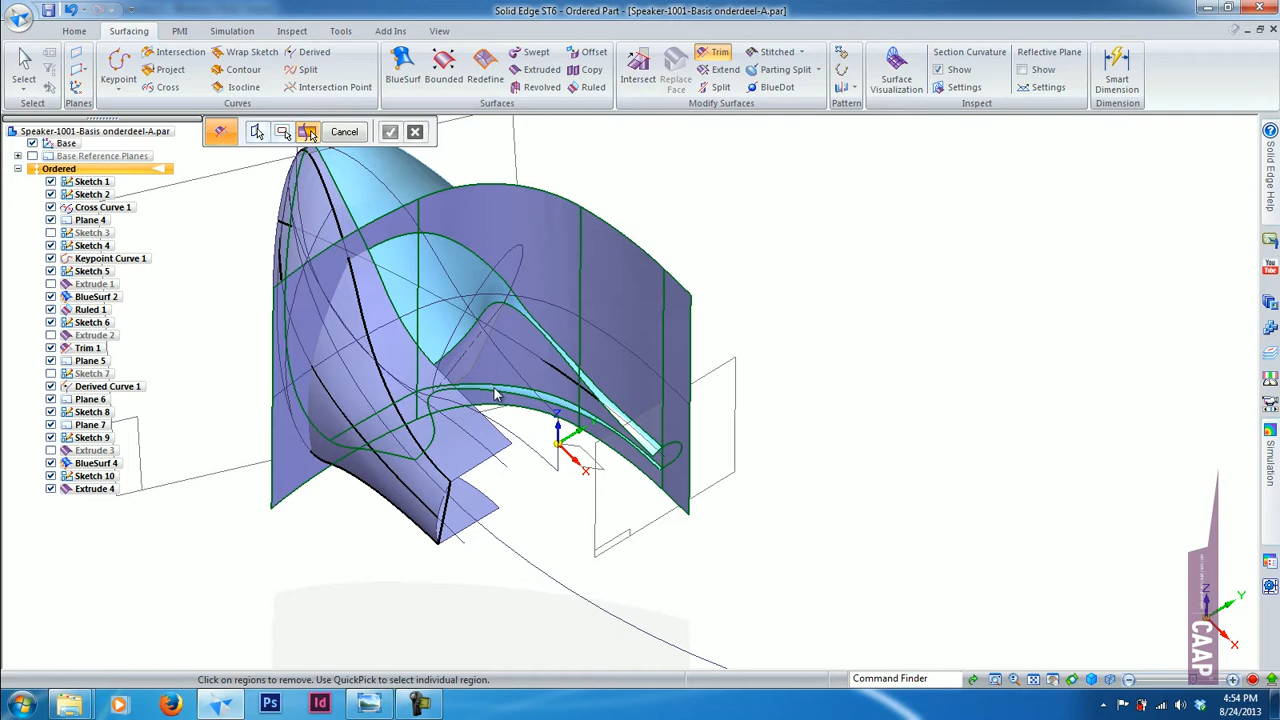 Solid Edge ST6 - Ordered Part - [Speaker-1001-Basis onderdeel-A.par]
Home Surfacing PMI Simulation Inspect Tools Add Ins View
Select
Select
Planes
Keypoint
Intersection
Project
Cross
Wrap Sketch
Contour
Isocline
Derived
Split
Intersection Point
Curves
BlueSurf
Bounded
Redefine
Swept
Extruded
Revolved
Offset
Copy
Ruled
Surfaces
Intersect
Replace Face
Trim
Extend
Split
Stitched
Parting Split
BlueDot
Modify Surfaces
Pattern
Surface Visualization
Section Curvature
Show
Settings
Reflective Plane
Show
Settings
Smart Dimension
Dimension
Cancel
Speaker-1001-Basis onderdeel-A.par
Base
Base Reference Planes
Ordered
Sketch 1
Sketch 2
Cross Curve 1
Plane 4
Sketch 3
Sketch 4
Keypoint Curve 1
Sketch 5
Extrude 1
BlueSurf 2
Ruled 1
Sketch 6
Extrude 2
Trim 1
Plane 5
Sketch 7
Derived Curve 1
Plane 6
Sketch 8
Plane 7
Sketch 9
Extrude 3
BlueSurf 4
Sketch 10
Extrude 4
Z
X
Solid Edge Help
You Tube
Simulation
Z
Y
X
CAAP
Click on regions to remove. Use QuickPick to select individual region.
Command Finder
Ps
Id
4:54 PM
8/24/2013